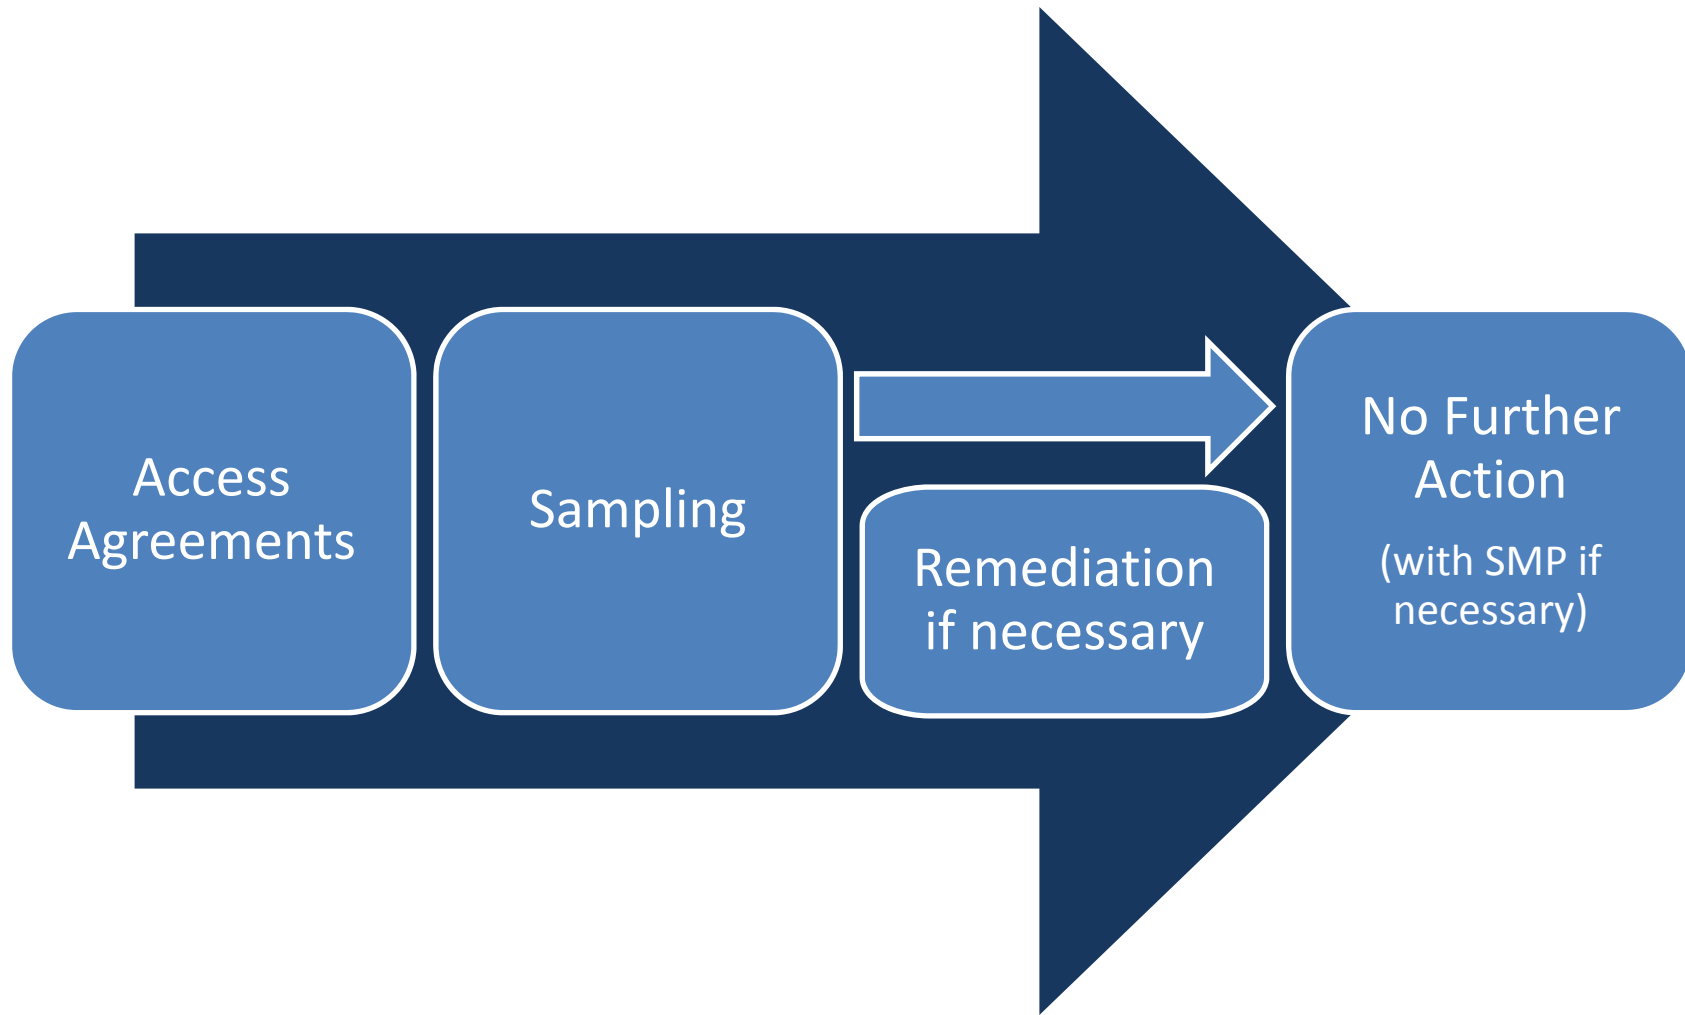 Access
Agreements
Sampling
Remediation
if necessary
No Further
Action
(with SMP if
necessary)